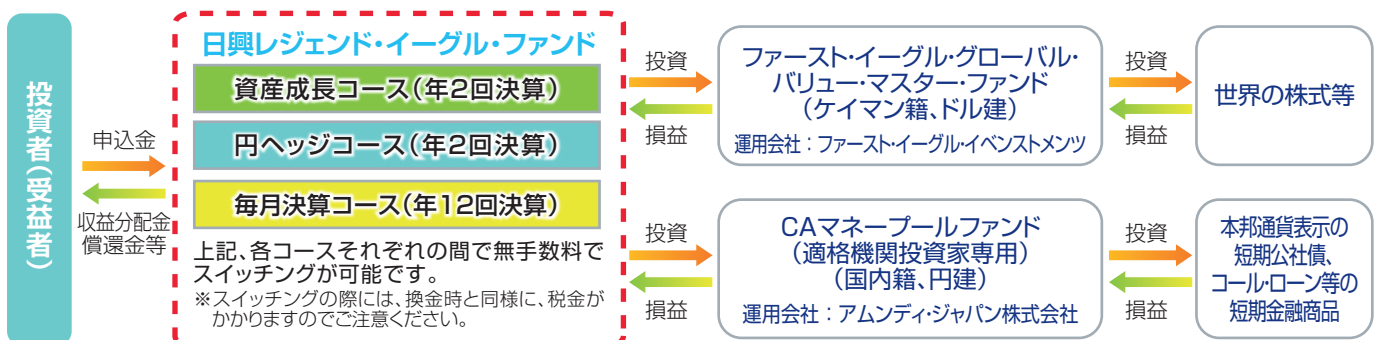 投資者(受益者)
申込金
収益分配金
償還金等
日興レジェンド・イーグル・ファンド
資産成長コース(年2回決算)
円ヘッジコース(年2回決算)
毎月決算コース(年12回決算)
上記、各コースそれぞれの間で無手数料で
スイッチングが可能です。
※スイッチングの際には、換金時と同様に、税金が
かかりますのでご注意ください。
投資
損益
ファースト・イーグル・グローバル・
バリュー・マスター・ファンド
(ケイマン籍、ドル建)
運用会社:ファースト・イーグル・イベンストメンツ
投資
損益
世界の株式等
投資
損益
CAマネープールファンド
(適格機関投資家専用)
(国内籍、円建)
運用会社:アムンディ・ジャパン株式会社
投資
損益
本邦通貨表示の
短期公社債、
コール・ローン等の
短期金融商品